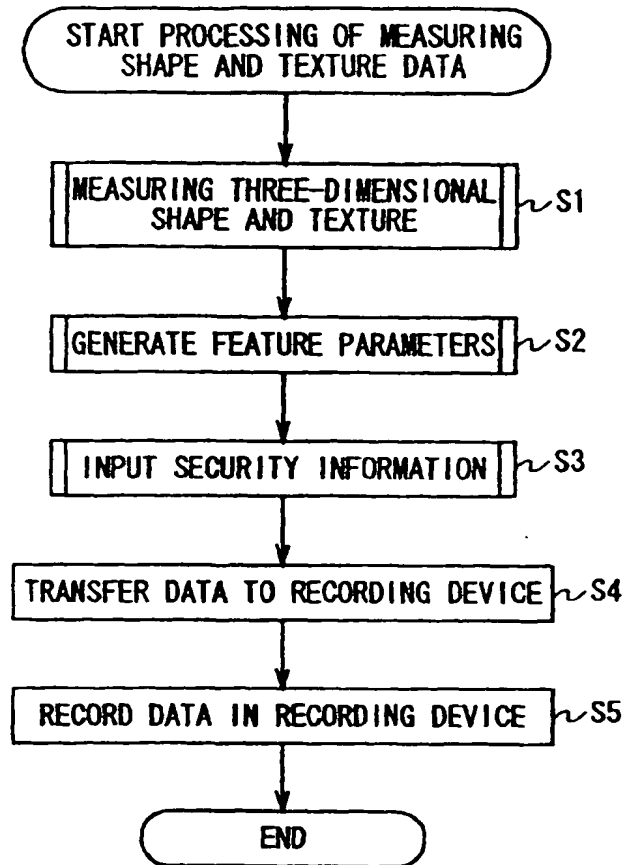 START PROCESSING OF MEASURING
SHAPE AND TEXTURE DATA
MEASURING THREE-DIMENSIONAL
SHAPE AND TEXTURE
S1
GENERATE FEATURE PARAMETERS
S2
INPUT SECURITY INFORMATION
S3
TRANSFER DATA TO RECORDING DEVICE
S4
RECORD DATA IN RECORDING DEVICE
S5
END